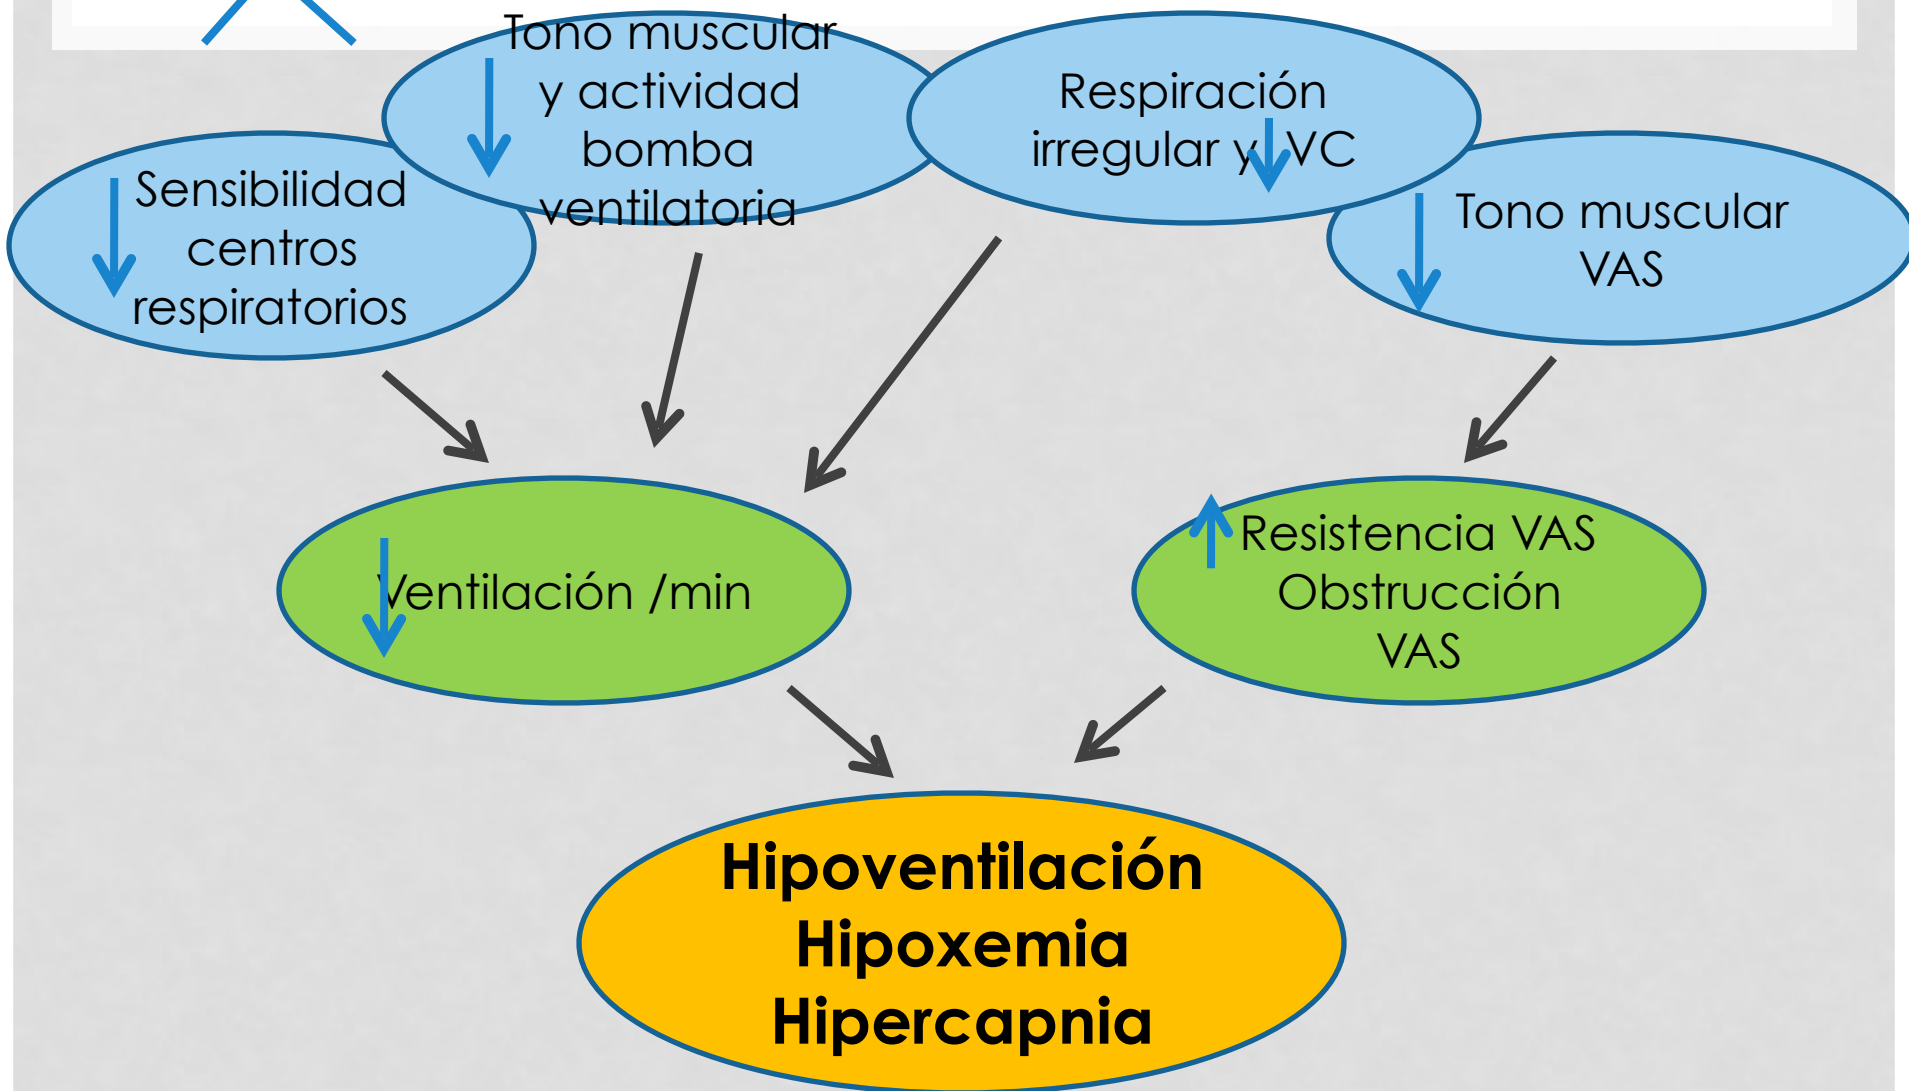 Tono muscular
y actividad
bomba
ventilatoria
Respiración
irregular y VC
Sensibilidad
centros
respiratorios
Tono muscular
VAS
Ventilación /min
Resistencia VAS
Obstrucción
VAS
Hipoventilación
Hipoxemia
Hipercapnia